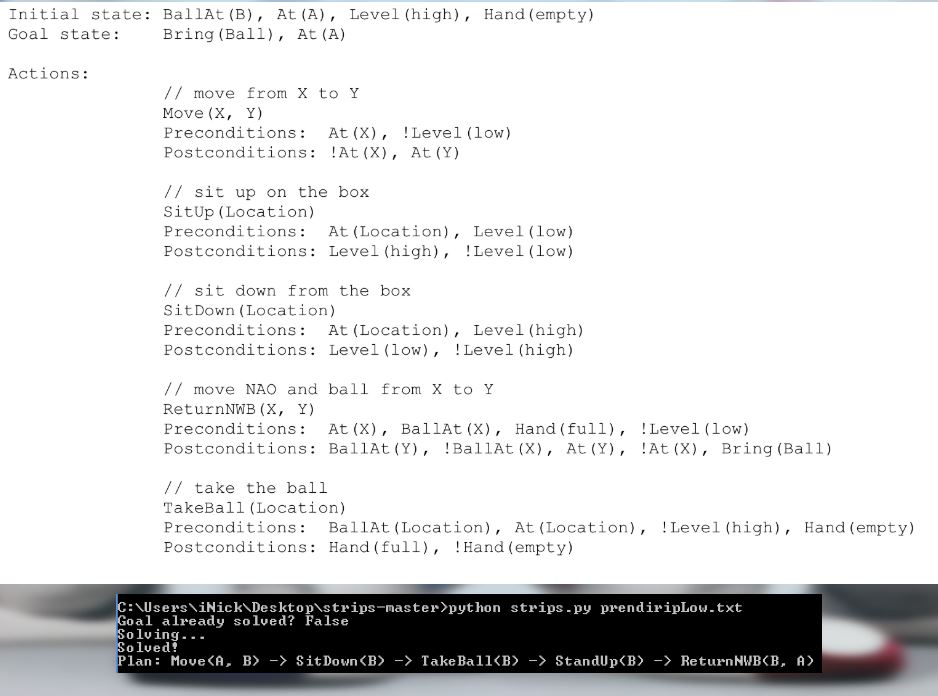 Initial state: BallAt(B), At(A), Level(high), Hand(empty)
Goal state:    Bring(Ball), At(A)
Actions:
// move from X to Y
Move(X, Y)
Preconditions:  At(X), !Level(low)
Postconditions: !At(X), At(Y)
// sit up on the box
SitUp(Location)
Preconditions:  At(Location), Level(low)
Postconditions: Level(high), !Level(low)
// sit down from the box
SitDown(Location)
Preconditions:  At(Location), Level(high)
Postconditions: Level(low), !Level(high)
// move NAO and ball from X to Y
ReturnNWB(X, Y)
Preconditions:  At(X), BallAt(X), Hand(full), !Level(low)
Postconditions: BallAt(Y), !BallAt(X), At(Y), !At(X), Bring(Ball)
// take the ball
TakeBall(Location)
Preconditions:  BallAt(Location), At(Location), !Level(high), Hand(empty)
Postconditions: Hand(full), !Hand(empty)
C:\Users\iNick\Desktop\strips-master>python strips.py prendiripLow.txt
Goal already solved? False
Solving...
Solved!
Plan: Move(A, B) -> SitDown(B) -> TakeBall(B) -> StandUp(B) -> ReturnNWB(B, A)